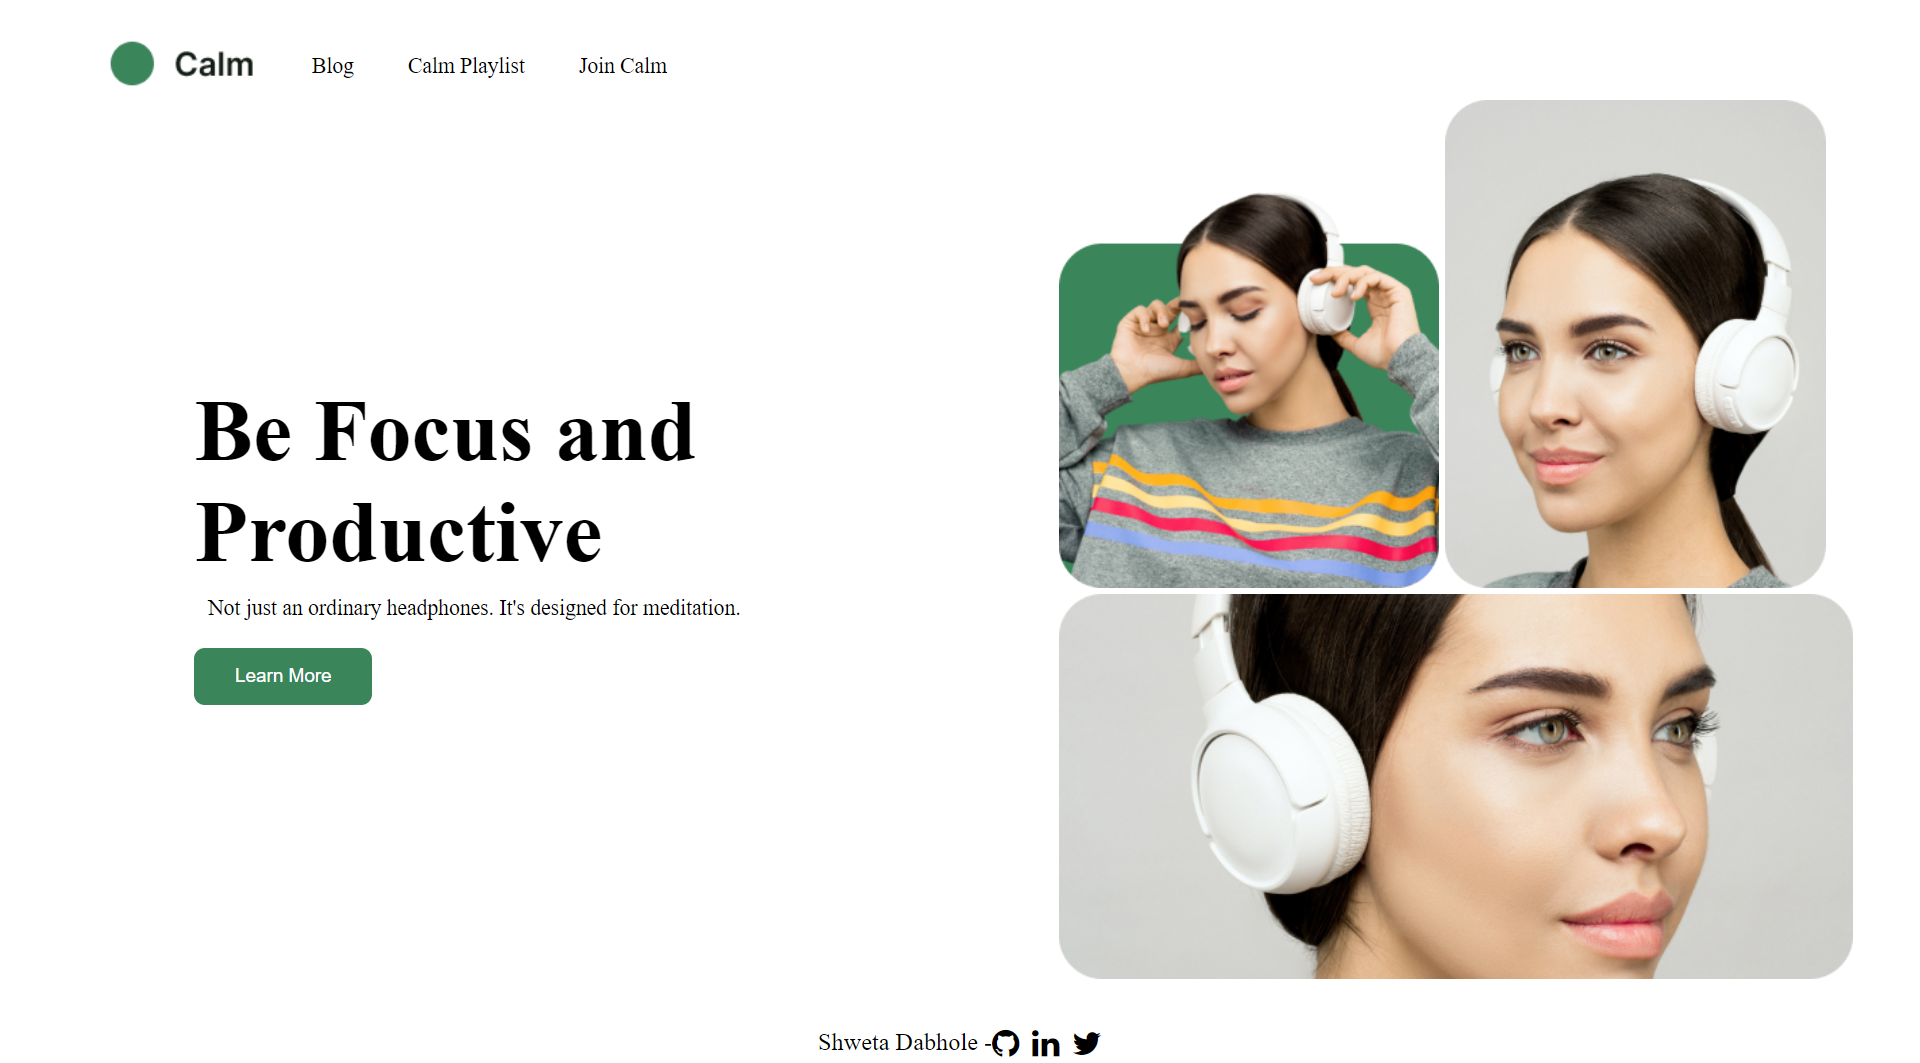 Calm
Blog
Calm Playlist
Join Calm
Be Focus and
Productive
Not just an ordinary headphones. It's designed for meditation.
Learn More
Shweta Dabhole -